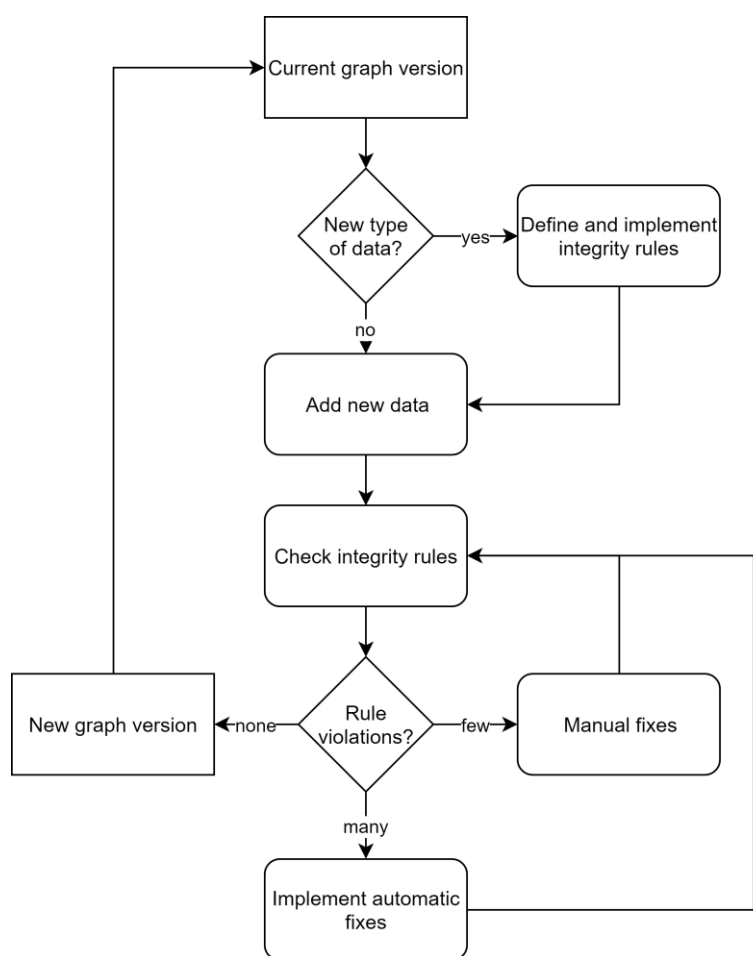 Current graph version
New type
of data?
yes
Define and implement
integrity rules
no
Add new data
Check integrity rules
New graph version
none
Rule
violations?
few
Manual fixes
many
Implement automatic
fixes